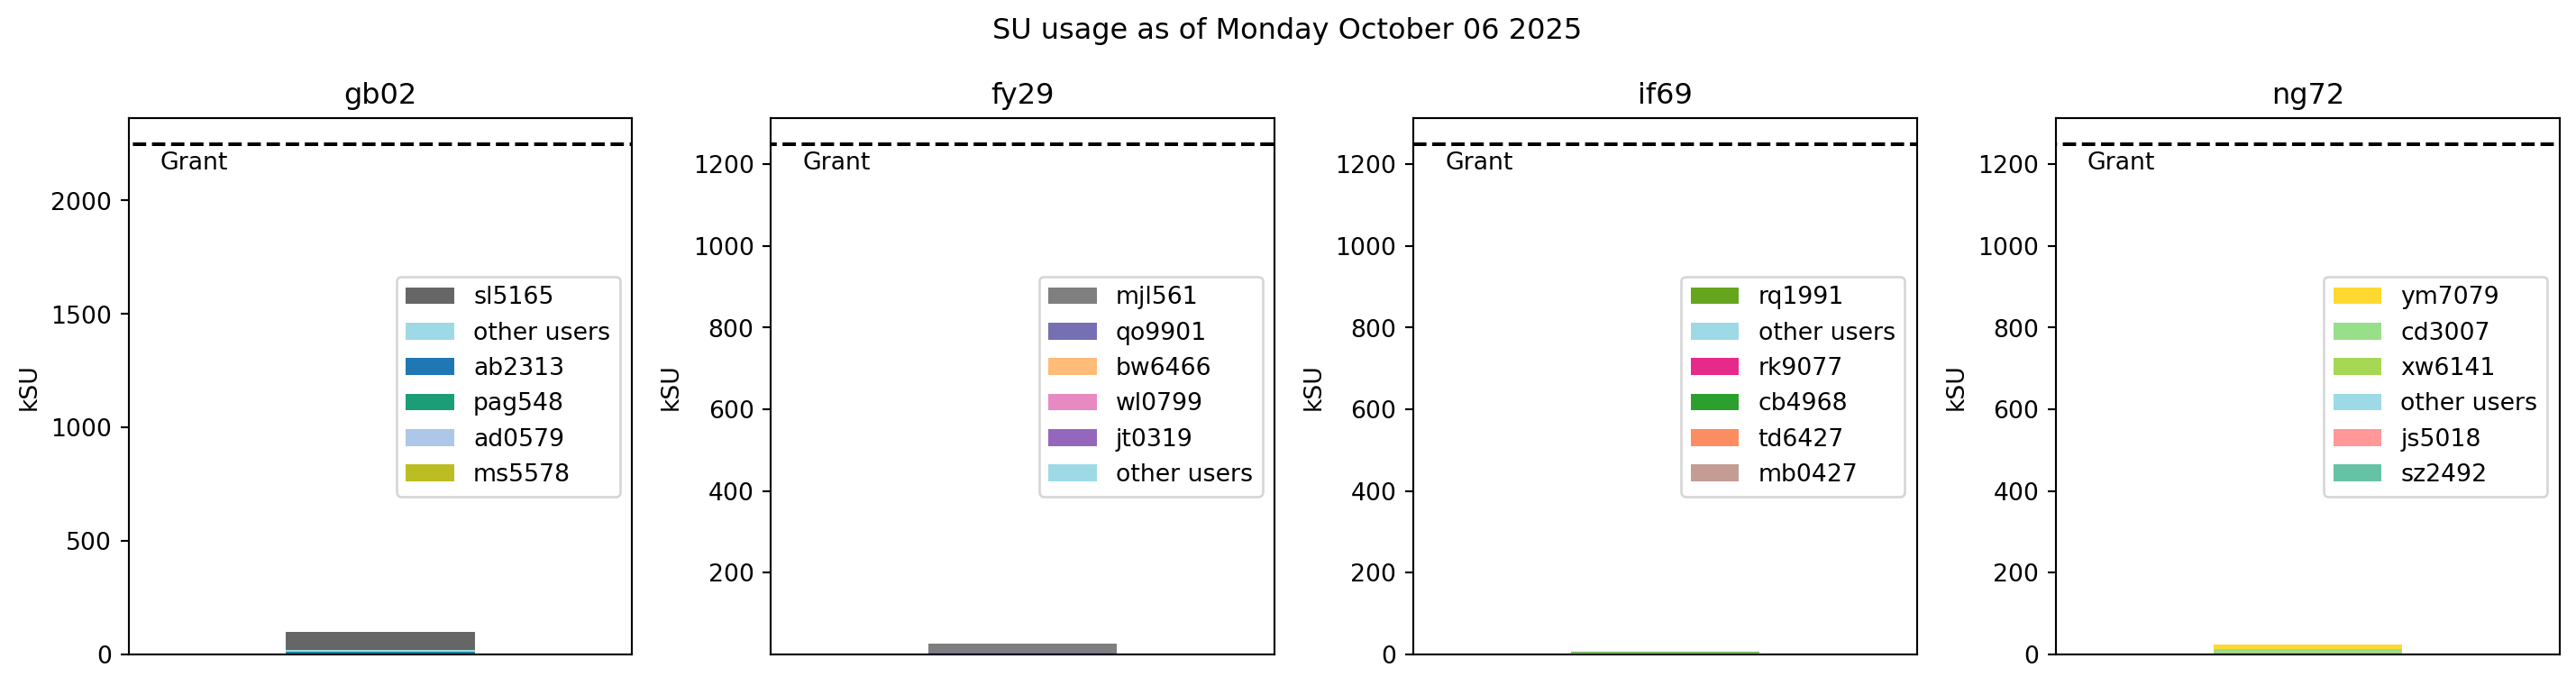 SU usage as of Monday October 06 2025
gb02
kSU
2000
1500
1000
500
0
Grant
sl5165
other users
ab2313
pag548
ad0579
ms5578
fy29
kSU
1200
1000
800
600
400
200
Grant
mjl561
qo9901
bw6466
wl0799
jt0319
other users
if69
kSU
1200
1000
800
600
400
200
0
Grant
rq1991
other users
rk9077
cb4968
td6427
mb0427
ng72
kSU
1200
1000
800
600
400
200
0
Grant
ym7079
cd3007
xw6141
other users
js5018
sz2492